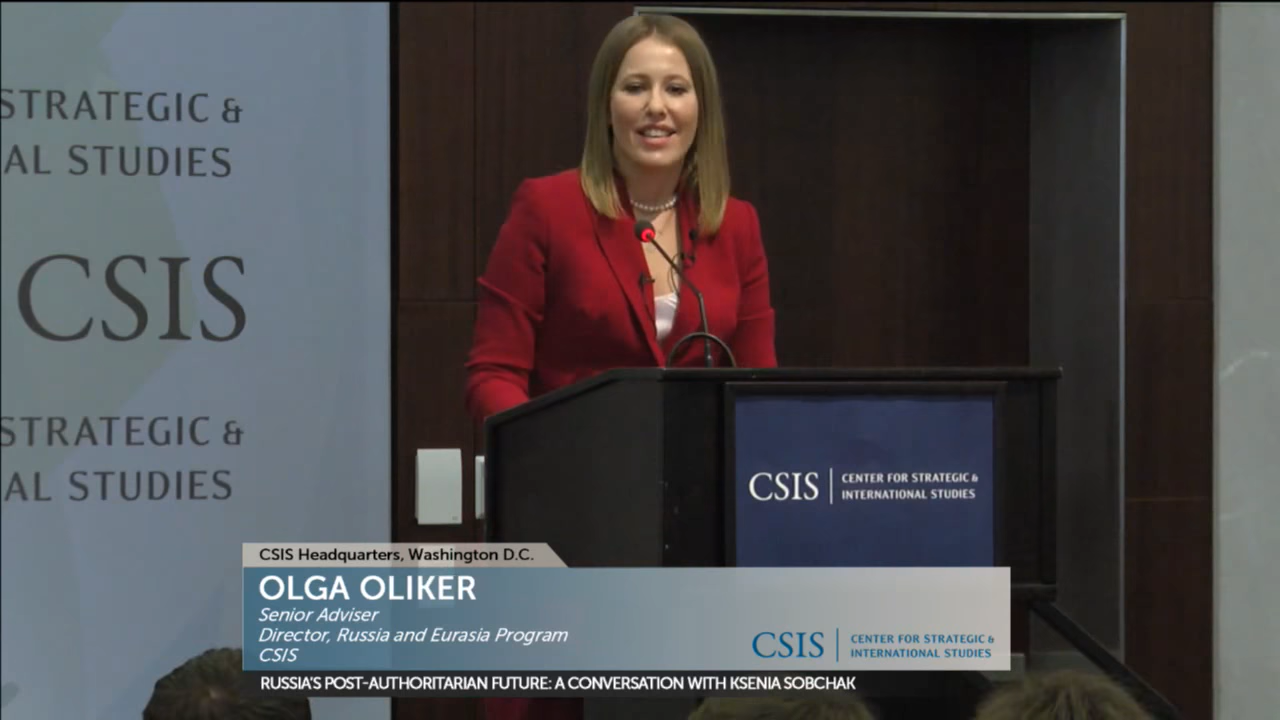 STRATEGIC &
AL STUDIES
CSIS
STRATEGIC &
AL STUDIES
CSIS
CENTER FOR STRATEGIC &
INTERNATIONAL STUDIES
CSIS Headquarters, Washington D.C.
OLGA OLIKER
Senior Adviser
Director, Russia and Eurasia Program
CSIS
CSIS
CENTER FOR STRATEGIC &
INTERNATIONAL STUDIES
RUSSIA'S POST-AUTHORITARIAN FUTURE: A CONVERSATION WITH KSENIA SOBCHAK